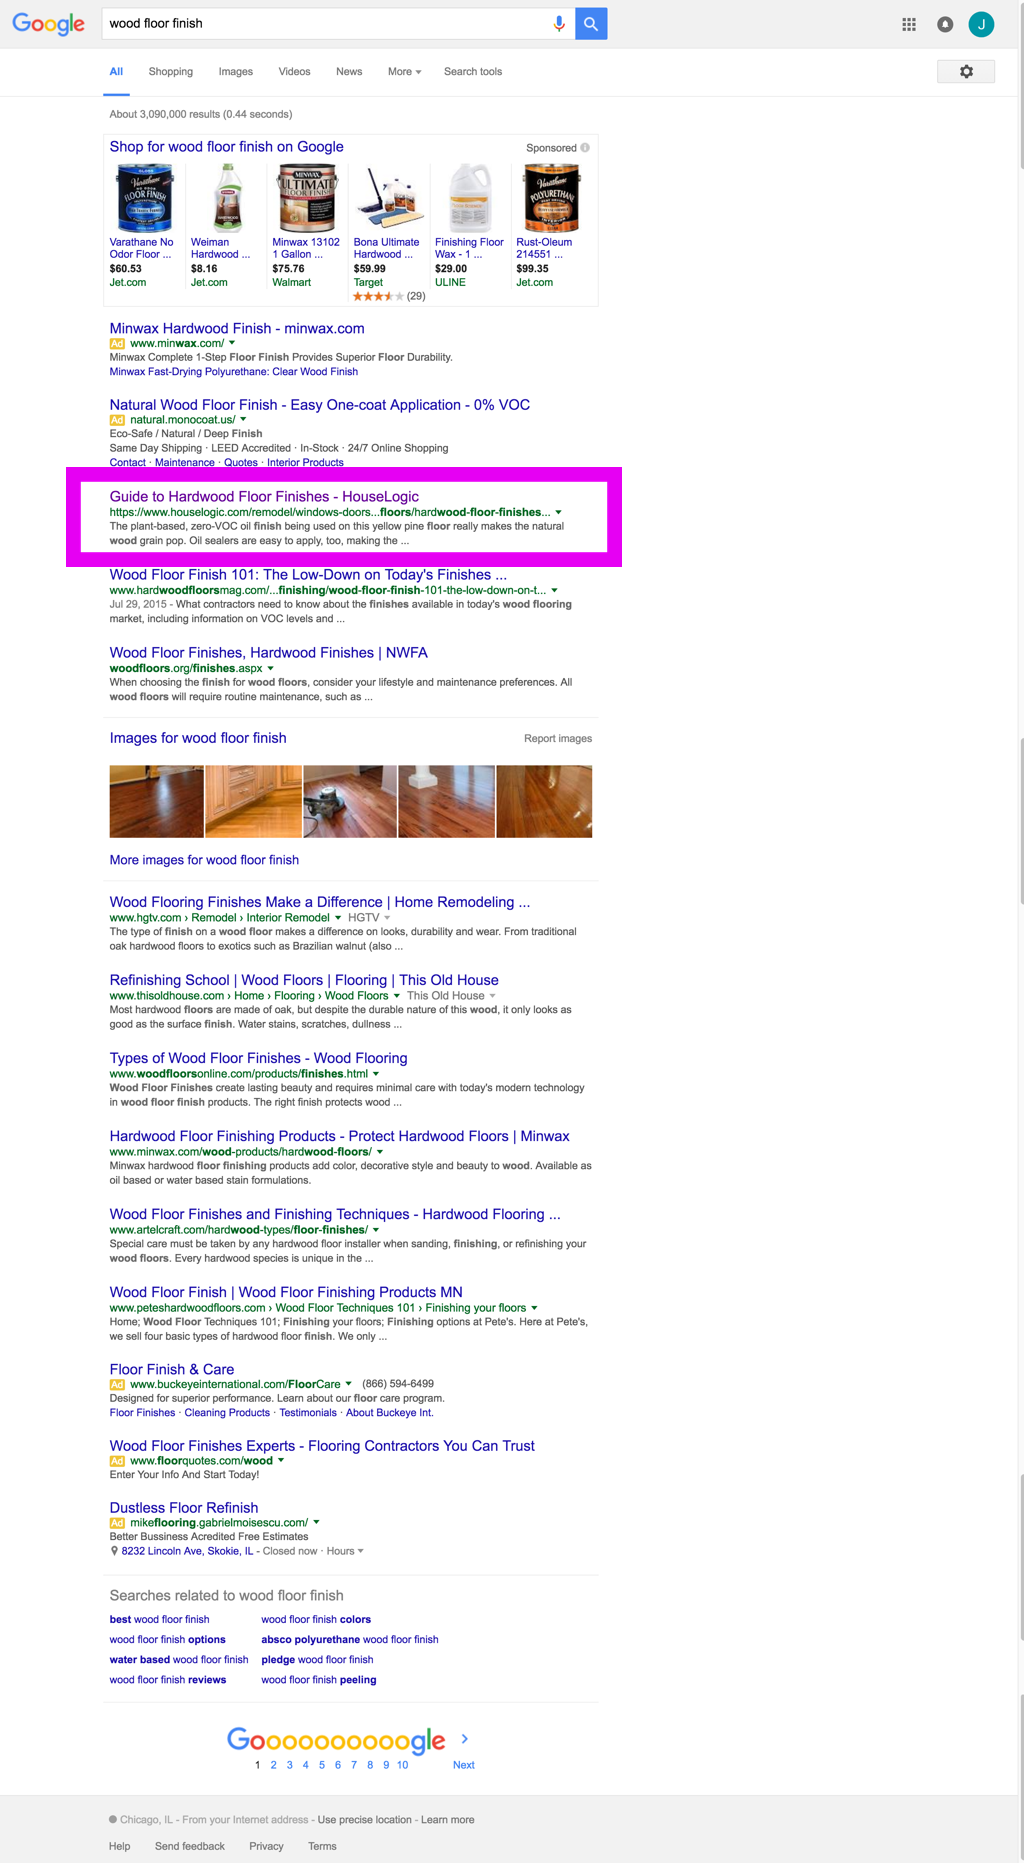 Google
wood floor finish
J
All Shopping Images Videos News More Search tools
About 3,090,000 results (0.44 seconds)
Shop for wood floor finish on Google
Sponsored
Varathane No
Odor Floor ...
$60.53
Jet.com
Weiman
Hardwood ...
$8.16
Jet.com
Minwax 13102
1 Gallon ...
$75.76
Walmart
Bona Ultimate
Hardwood ...
$59.99
Target
(29)
Finishing Floor
Wax - 1 ...
$29.00
ULINE
Rust-Oleum
214551 ...
$99.35
Jet.com
Minwax Hardwood Finish - minwax.com
Ad www.minwax.com/
Minwax Complete 1-Step Floor Finish Provides Superior Floor Durability.
Minwax Fast-Drying Polyurethane: Clear Wood Finish
Natural Wood Floor Finish - Easy One-coat Application - 0% VOC
Ad natural.monocoat.us/
Eco-Safe / Natural / Deep Finish
Same Day Shipping · LEED Accredited · In-Stock · 24/7 Online Shopping
Contact · Maintenance · Quotes · Interior Products
Guide to Hardwood Floor Finishes - HouseLogic
https://www.houselogic.com/remodel/windows-doors...floors/hardwood-floor-finishes...
The plant-based, zero-VOC oil finish being used on this yellow pine floor really makes the natural
wood grain pop. Oil sealers are easy to apply, too, making the ...
Wood Floor Finish 101: The Low-Down on Today's Finishes ...
www.hardwoodfloorsmag.com/...finishing/wood-floor-finish-101-the-low-down-on-t...
Jul 29, 2015 - What contractors need to know about the finishes available in today's wood flooring
market, including information on VOC levels and ...
Wood Floor Finishes, Hardwood Finishes | NWFA
woodfloors.org/finishes.aspx
When choosing the finish for wood floors, consider your lifestyle and maintenance preferences. All
wood floors will require routine maintenance, such as ...
Images for wood floor finish
Report images
More images for wood floor finish
Wood Flooring Finishes Make a Difference | Home Remodeling ...
www.hgtv.com › Remodel › Interior Remodel HGTV
The type of finish on a wood floor makes a difference on looks, durability and wear. From traditional
oak hardwood floors to exotics such as Brazilian walnut (also ...
Refinishing School | Wood Floors | Flooring | This Old House
www.thisoldhouse.com › Home › Flooring › Wood Floors This Old House
Most hardwood floors are made of oak, but despite the durable nature of this wood, it only looks as
good as the surface finish. Water stains, scratches, dullness ...
Types of Wood Floor Finishes - Wood Flooring
www.woodfloorsonline.com/products/finishes.html
Wood Floor Finishes create lasting beauty and requires minimal care with today's modern technology
in wood floor finish products. The right finish protects wood ...
Hardwood Floor Finishing Products - Protect Hardwood Floors | Minwax
www.minwax.com/wood-products/hardwood-floors/
Minwax hardwood floor finishing products add color, decorative style and beauty to wood. Available as
oil based or water based stain formulations.
Wood Floor Finishes and Finishing Techniques - Hardwood Flooring ...
www.artelcraft.com/hardwood-types/floor-finishes/
Special care must be taken by any hardwood floor installer when sanding, finishing, or refinishing your
wood floors. Every hardwood species is unique in the ...
Wood Floor Finish | Wood Floor Finishing Products MN
www.peteshardwoodfloors.com › Wood Floor Techniques 101 › Finishing your floors
Home; Wood Floor Techniques 101; Finishing your floors; Finishing options at Pete's. Here at Pete's,
we sell four basic types of hardwood floor finish. We only ...
Floor Finish & Care
Ad www.buckeyeinternational.com/FloorCare (866) 594-6499
Designed for superior performance. Learn about our floor care program.
Floor Finishes · Cleaning Products · Testimonials · About Buckeye Int.
Wood Floor Finishes Experts - Flooring Contractors You Can Trust
Ad www.floorquotes.com/wood
Enter Your Info And Start Today!
Dustless Floor Refinish
Ad mikeflooring.gabrielmoisescu.com/
Better Bussiness Acredited Free Estimates
8232 Lincoln Ave, Skokie, IL - Closed now · Hours
Searches related to wood floor finish
best wood floor finish wood floor finish colors
wood floor finish options absco polyurethane wood floor finish
water based wood floor finish pledge wood floor finish
wood floor finish reviews wood floor finish peeling
Goooooooooogle
1 2 3 4 5 6 7 8 9 10 Next
Chicago, IL - From your Internet address - Use precise location - Learn more
Help Send feedback Privacy Terms